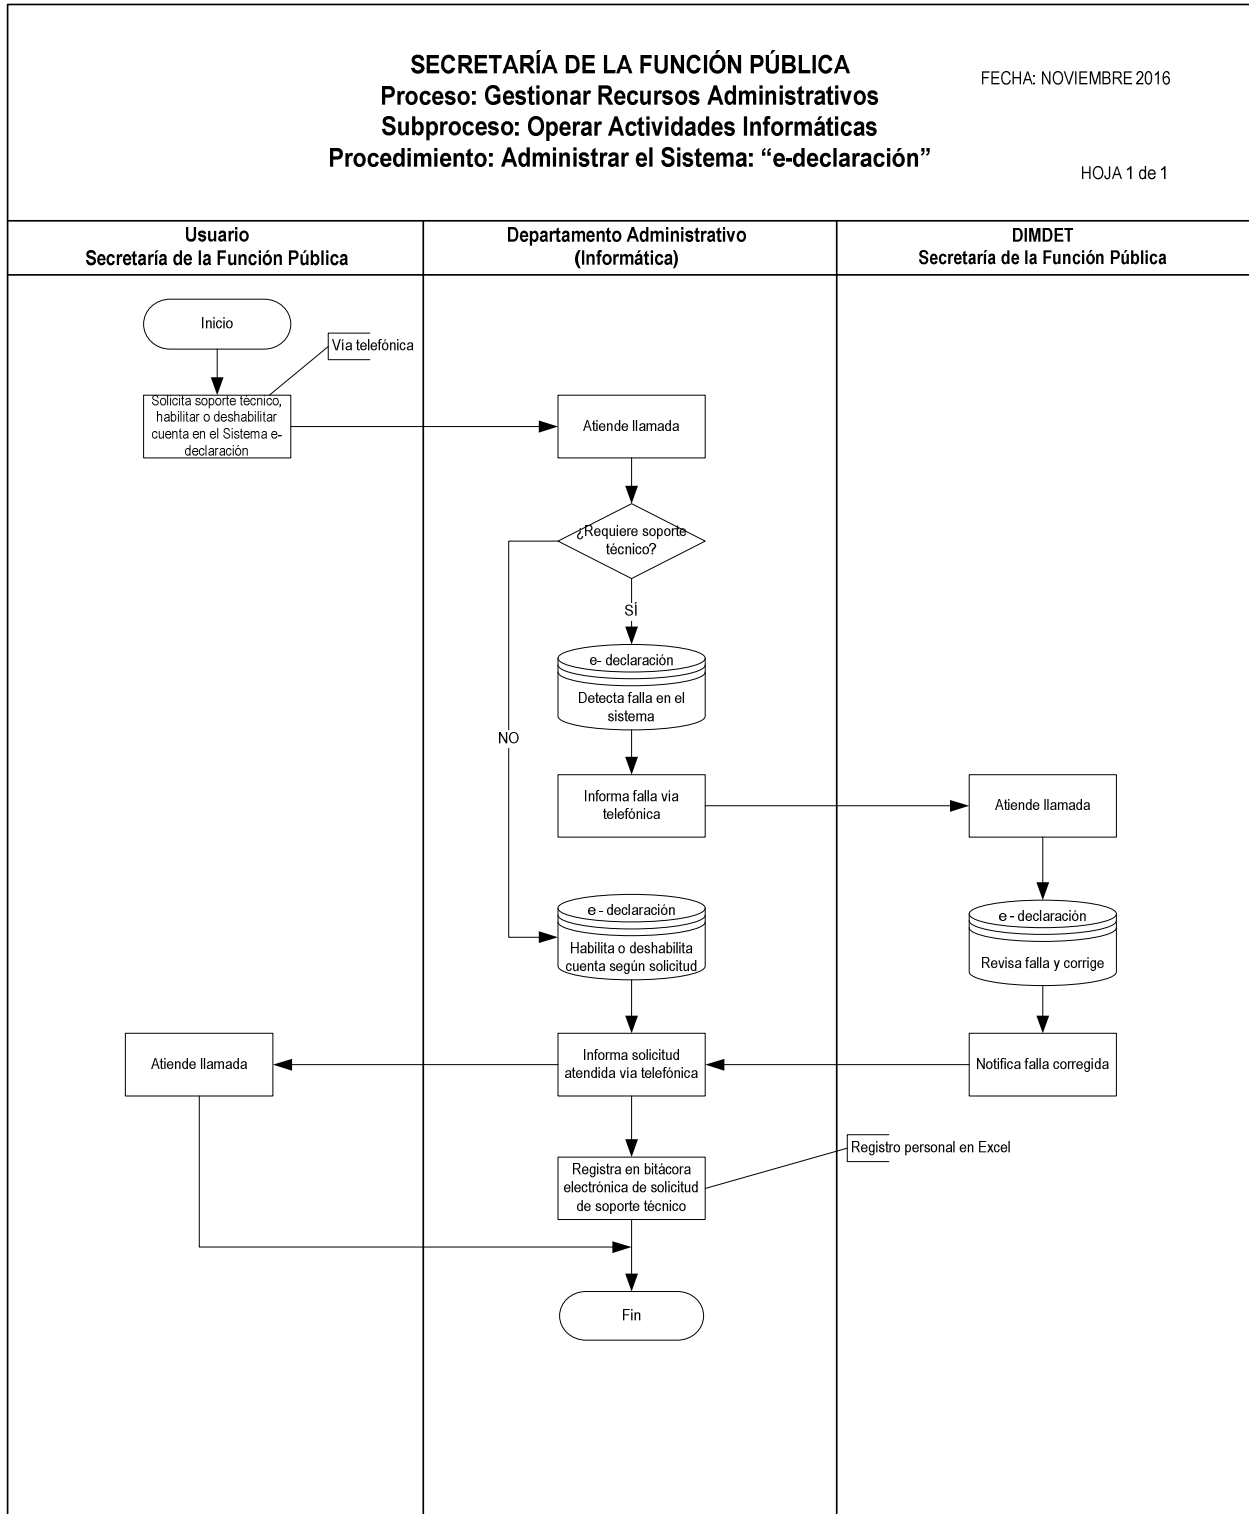 SECRETARÍA DE LA FUNCIÓN PÚBLICA
Proceso: Gestionar Recursos Administrativos
Subproceso: Operar Actividades Informáticas
Procedimiento: Administrar el Sistema: “e-declaración”
FECHA: NOVIEMBRE 2016
HOJA 1 de 1
Usuario
Secretaría de la Función Pública
Departamento Administrativo
(Informática)
DIMDET
Secretaría de la Función Pública
Inicio
Vía telefónica
Solicita soporte técnico,
habilitar o deshabilitar
cuenta en el Sistema e-
declaración
Atiende llamada
¿Requiere soporte
técnico?
SÍ
e- declaración
Detecta falla en el
sistema
NO
Informa falla vía
telefónica
Atiende llamada
e - declaración
Habilita o deshabilita
cuenta según solicitud
e - declaración
Revisa falla y corrige
Atiende llamada
Informa solicitud
atendida vía telefónica
Notifica falla corregida
Registro personal en Excel
Registra en bitácora
electrónica de solicitud
de soporte técnico
Fin